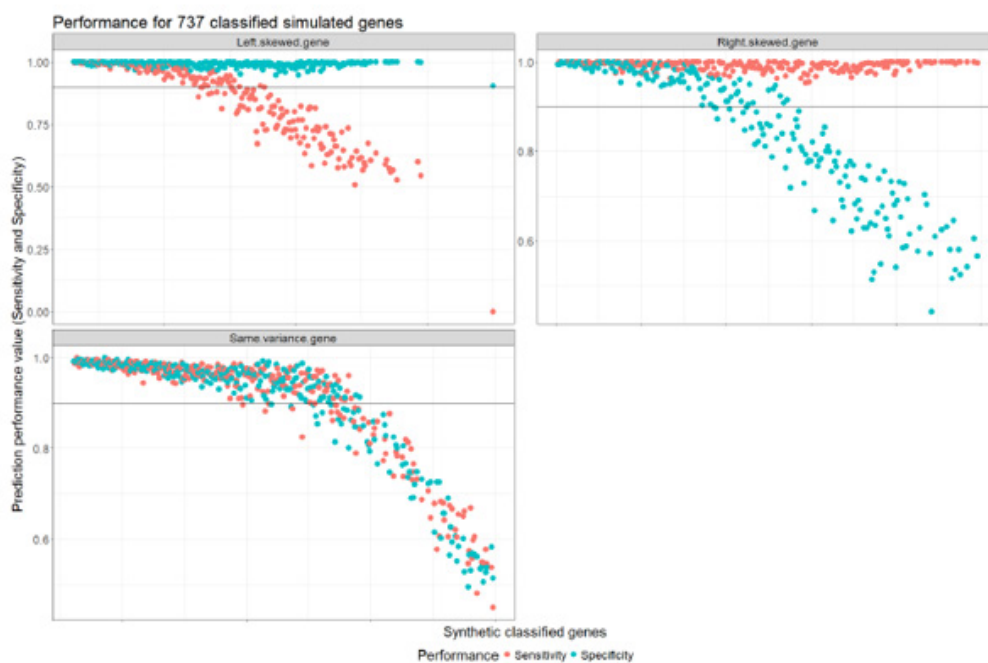 Performance for 737 classified simulated genes
Left.skewed.gene
Right.skewed.gene
1.00
0.75
0.50
0.25
0.00
1.0
0.8
0.6
Same.variance.gene
1.0
0.8
0.6
Prediction performance value (Sensitivity and Specificity)
Synthetic classified genes
Performance Sensitivity Specificity